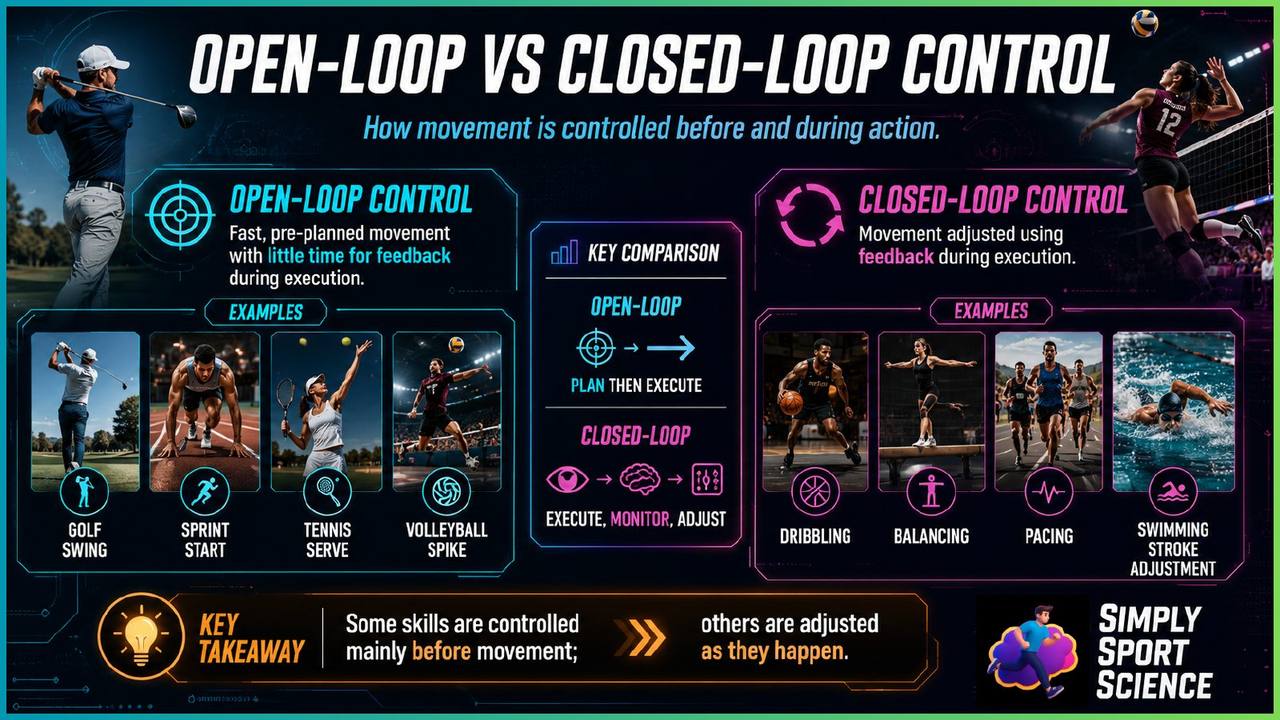 OPEN-LOOP VS CLOSED-LOOP CONTROL
How movement is controlled before and during action.
12
OPEN-LOOP CONTROL
Fast, pre-planned movement
with little time for feedback
during execution.
EXAMPLES
GOLF
SWING
SPRINT
START
TENNIS
SERVE
VOLLEYBALL
SPIKE
KEY COMPARISON
OPEN-LOOP
PLAN THEN EXECUTE
CLOSED-LOOP
EXECUTE, MONITOR, ADJUST
CLOSED-LOOP CONTROL
Movement adjusted using
feedback during execution.
EXAMPLES
DRIBBLING
BALANCING
PACING
SWIMMING
STROKE
ADJUSTMENT
KEY
TAKEAWAY
Some skills are controlled
mainly before movement;
others are adjusted
as they happen.
SIMPLY
SPORT
SCIENCE